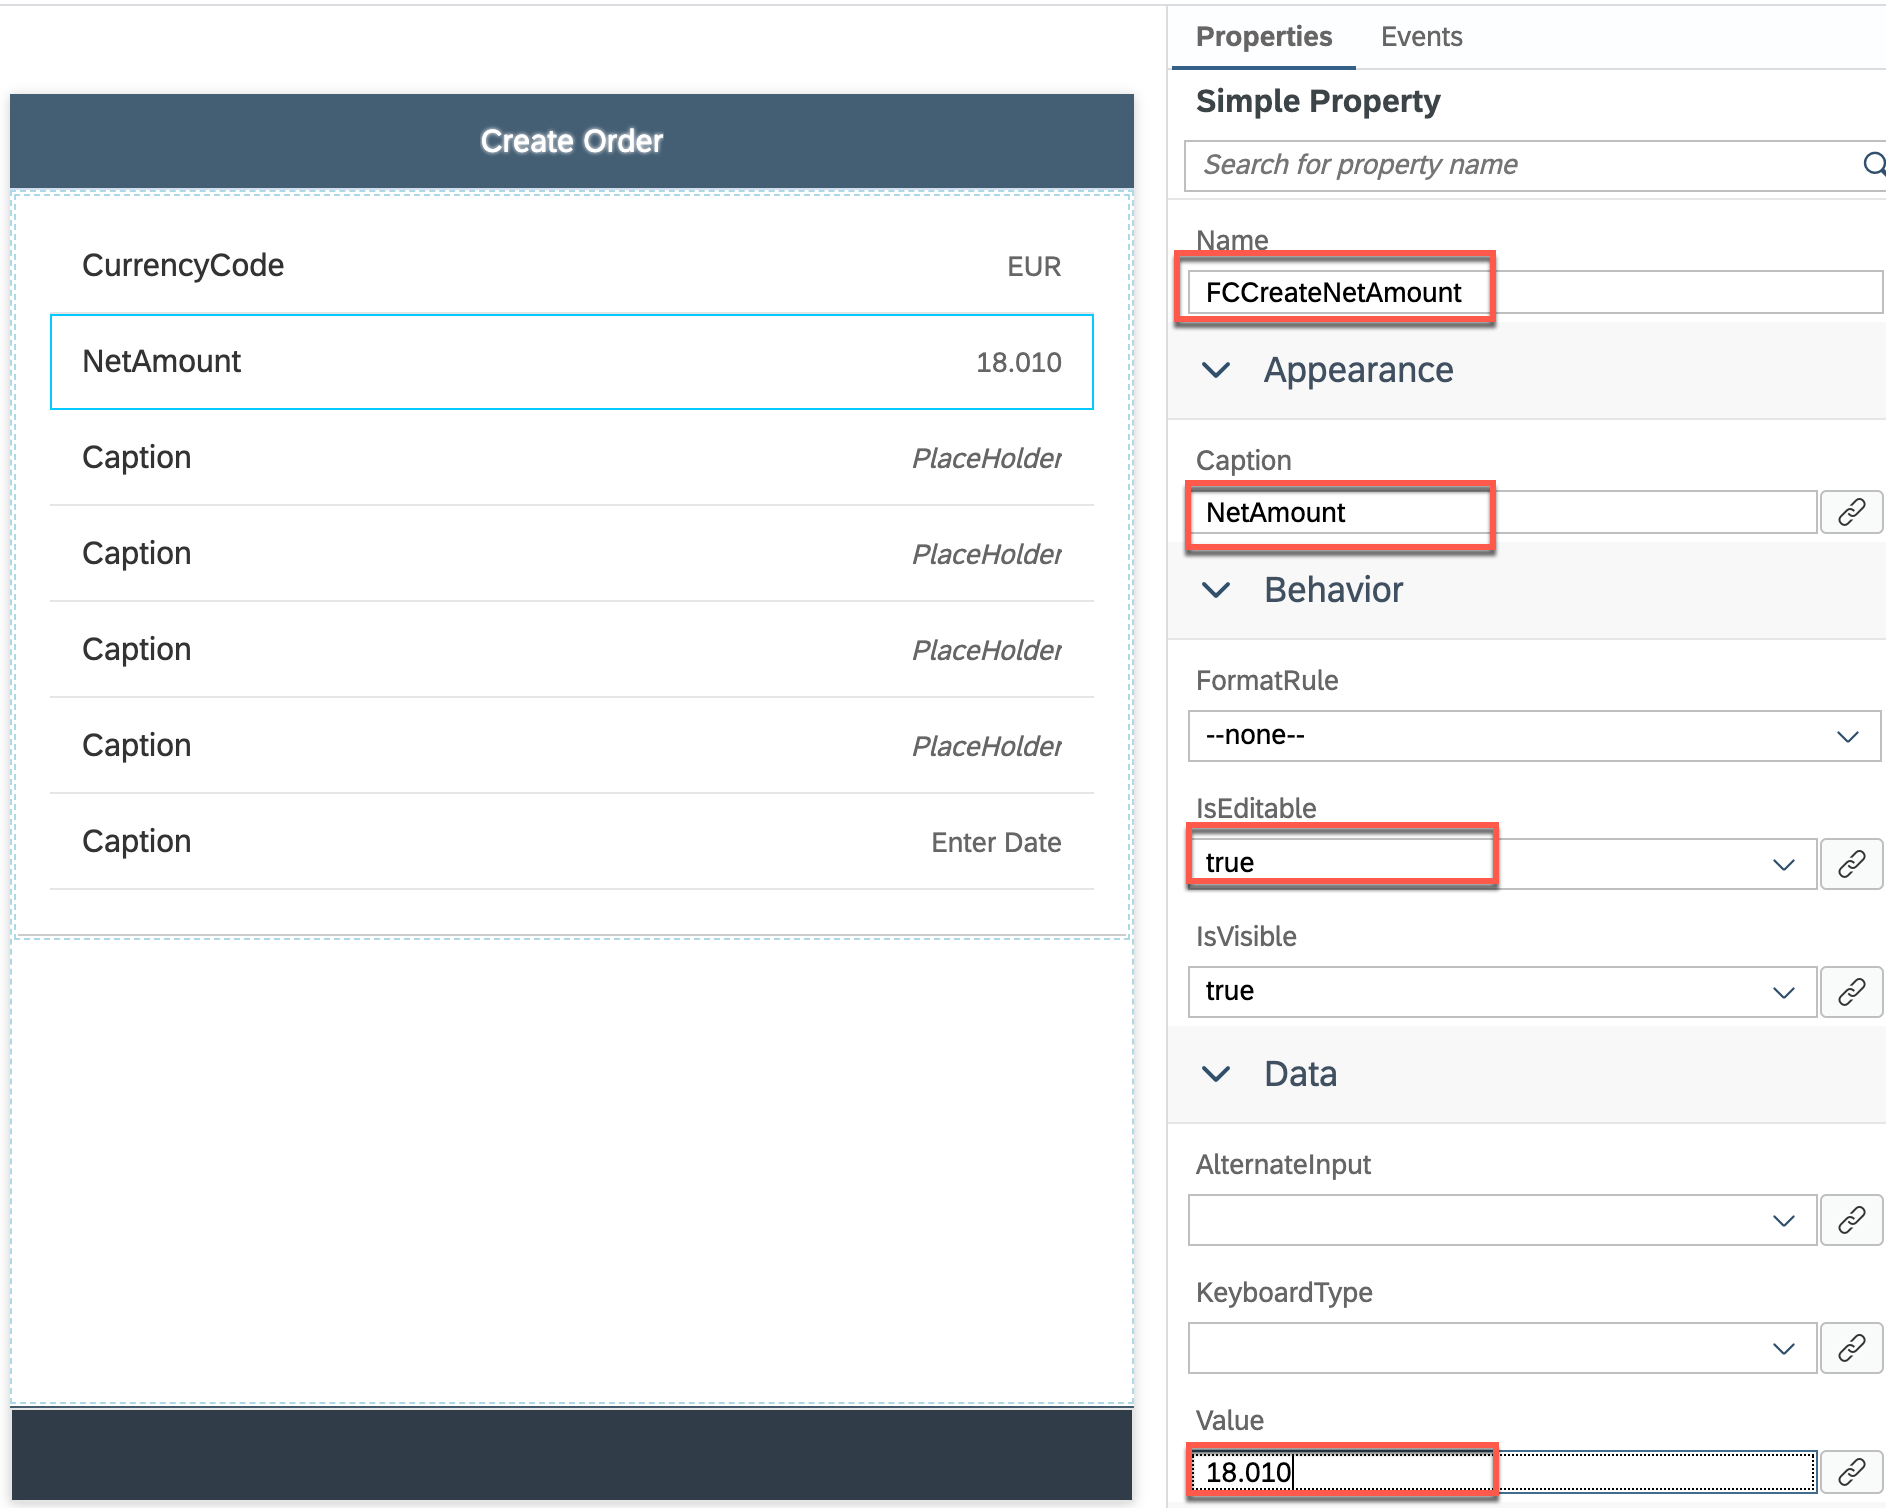 Create Order
CurrencyCode EUR
NetAmount 18.010
Caption PlaceHolder
Caption PlaceHolder
Caption PlaceHolder
Caption PlaceHolder
Caption Enter Date
Properties Events
Simple Property
Search for property name
Name
FCCreateNetAmount
Appearance
Caption
NetAmount
Behavior
FormatRule
--none--
IsEditable
true
IsVisible
true
Data
AlternateInput
KeyboardType
Value
18.010